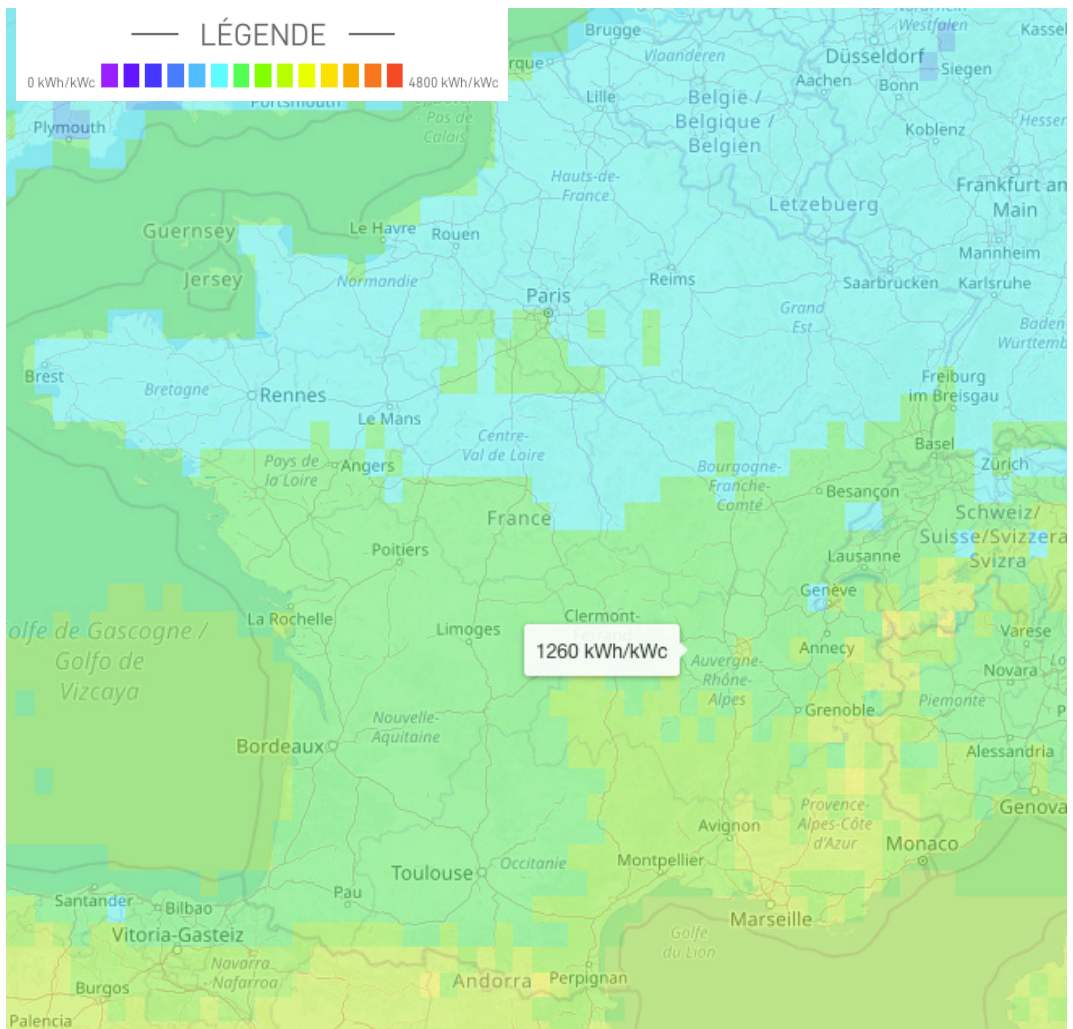 LÉGENDE
0 kWh/kWc
4800 kWh/kWc
Brugge
Vlaanderen
Westfalen
Kassel
Düsseldorf
Siegen
Aachen
Bonn
Lille
België /
Belgique /
Belgien
Koblenz
Hessen
Portsmouth
Plymouth
Pas de
Calais
Hauts-de-
France
Frankfurt am
Main
Lëtzebuerg
Guernsey
Le Havre
Rouen
Mannheim
Jersey
Normandie
Reims
Saarbrücken
Karlsruhe
Paris
Grand
Est
Baden-
Württemb
Brest
Bretagne
Rennes
Freiburg
im Breisgau
Le Mans
Centre-
Val de Loire
Basel
Pays de
la Loire
Angers
Bourgogne-
Franche-
Comté
Zürich
Besançon
France
Schweiz/
Suisse/Svizzera/
Svizra
Poitiers
Lausanne
Genève
La Rochelle
Clermont-
Ferrand
Limoges
1260 kWh/kWc
Varese
Annecy
olfe de Gascogne /
Golfo de
Vizcaya
Auvergne-
Rhône-
Alpes
Novara
Piemonte
Grenoble
Nouvelle-
Aquitaine
Bordeaux
Alessandria
Genova
Provence-
Alpes-Côte
d'Azur
Avignon
Monaco
Montpellier
Occitanie
Toulouse
Pau
Santander
Bilbao
Marseille
Vitoria-Gasteiz
Golfe
du Lion
Navarra
- Nafarroa
Andorra
Perpignan
Burgos
Palencia